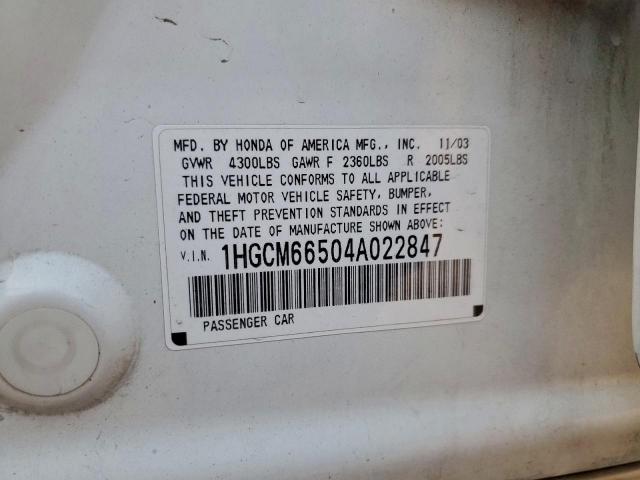 MFD. BY HONDA OF AMERICA MFG., INC. 11/03
GVWR 4300LBS GAWR F 2360LBS R 2005LBS
THIS VEHICLE CONFORMS TO ALL APPLICABLE
FEDERAL MOTOR VEHICLE SAFETY, BUMPER,
AND THEFT PREVENTION STANDARDS IN EFFECT
ON THE DATE OF MANUFACTURE SHOWN ABOVE.
V.I.N. 1HGCM66504A022847
PASSENGER CAR